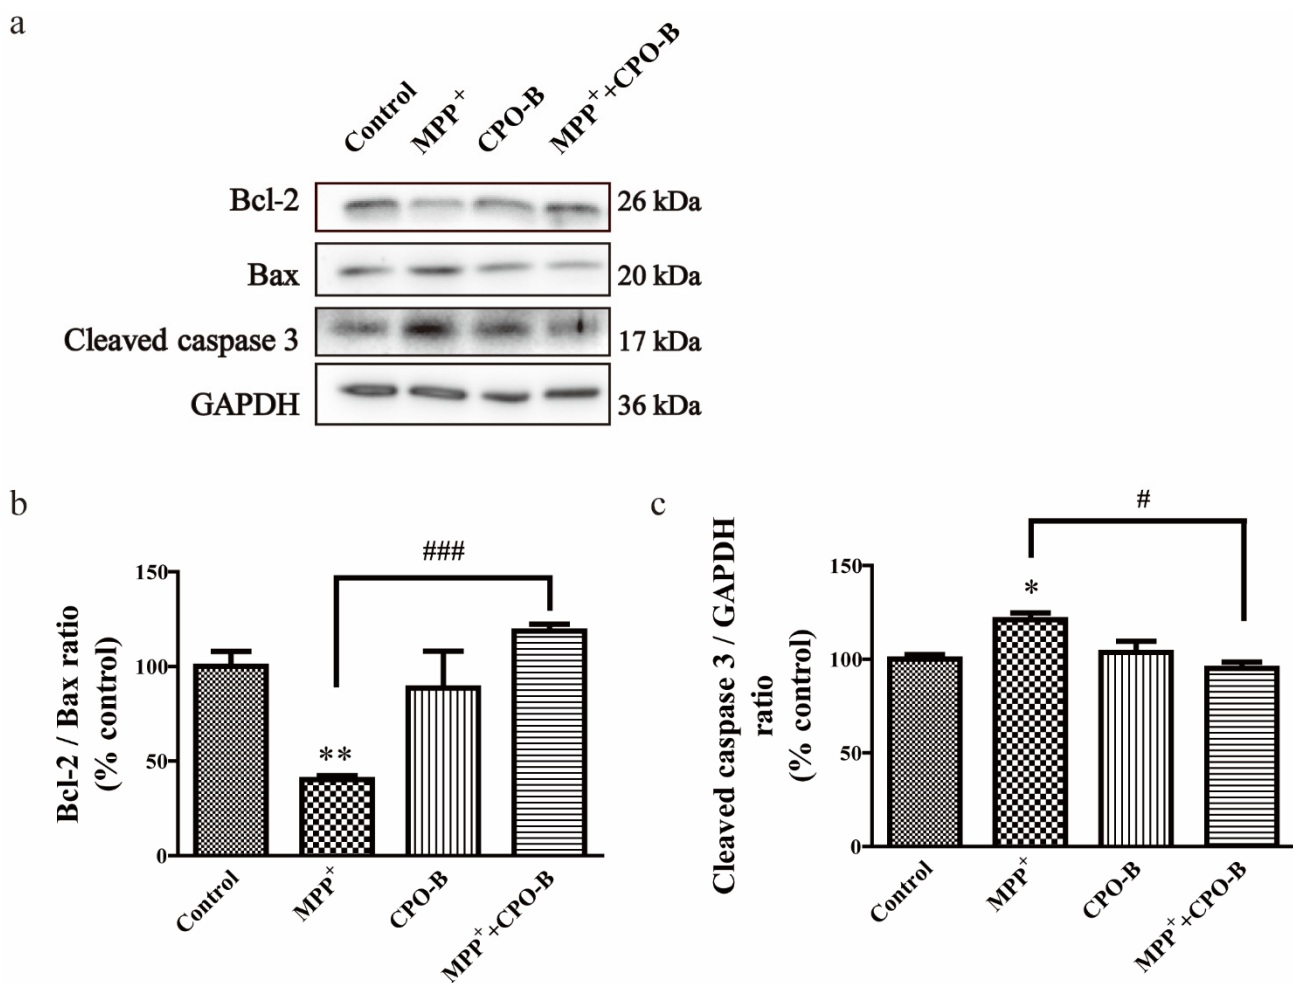 a
Control MPP⁺ CPO-B MPP⁺+CPO-B
Bcl-2 26 kDa
Bax 20 kDa
Cleaved caspase 3 17 kDa
GAPDH 36 kDa
b
###
Bcl-2 / Bax ratio
(% control)
150
100
50
0
**
Control MPP⁺ CPO-B MPP⁺+CPO-B
c
#
Cleaved caspase 3 / GAPDH
ratio
(% control)
150
100
50
0
*
Control MPP⁺ CPO-B MPP⁺+CPO-B